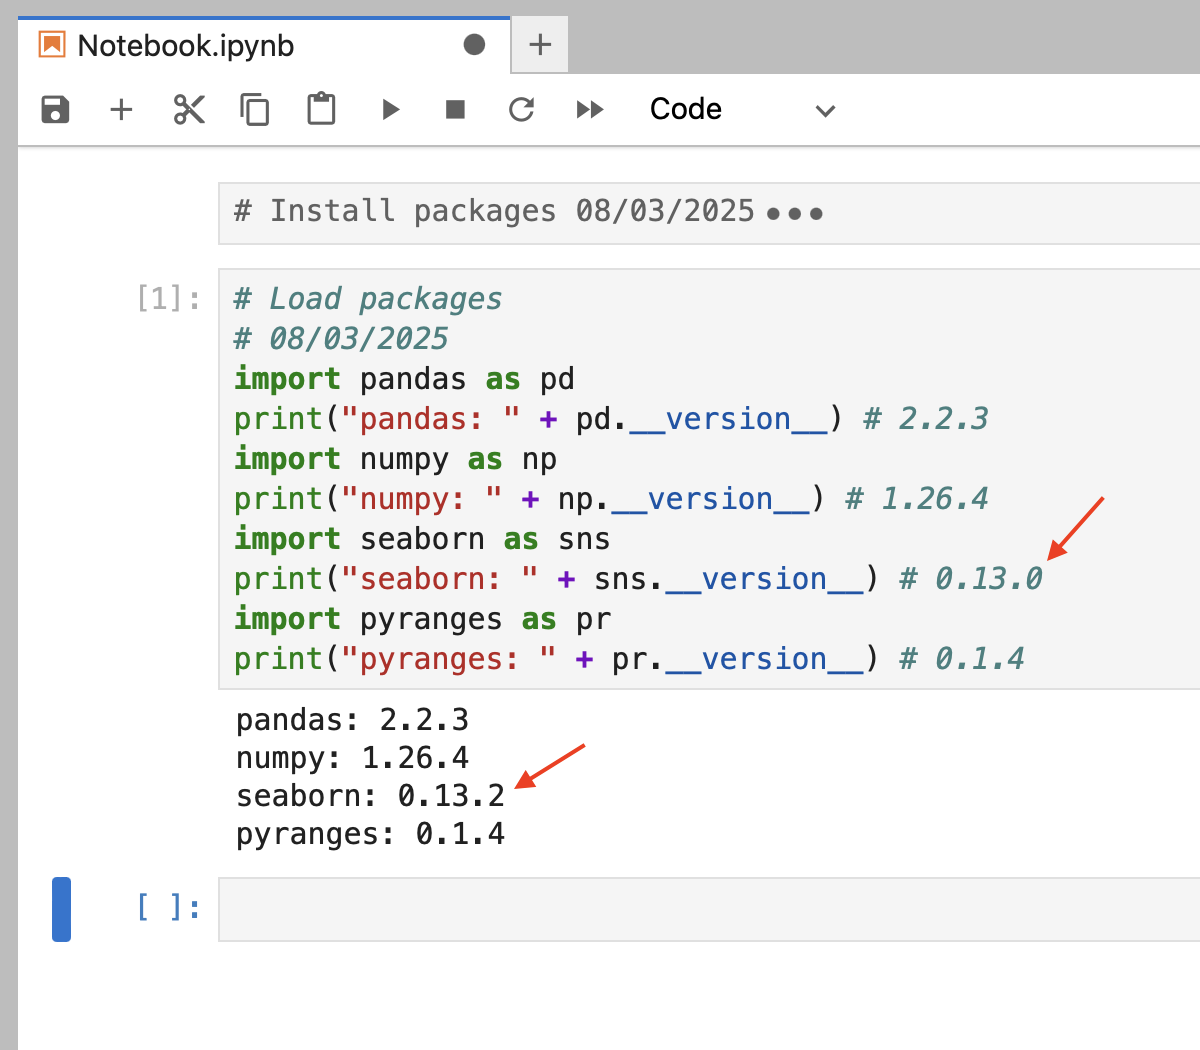 Notebook.ipynb
Code
# Install packages 08/03/2025
[1]:
# Load packages
# 08/03/2025
import pandas as pd
print("pandas: " + pd.__version__) # 2.2.3
import numpy as np
print("numpy: " + np.__version__) # 1.26.4
import seaborn as sns
print("seaborn: " + sns.__version__) # 0.13.0
import pyranges as pr
print("pyranges: " + pr.__version__) # 0.1.4
pandas: 2.2.3
numpy: 1.26.4
seaborn: 0.13.2
pyranges: 0.1.4
[ ]: